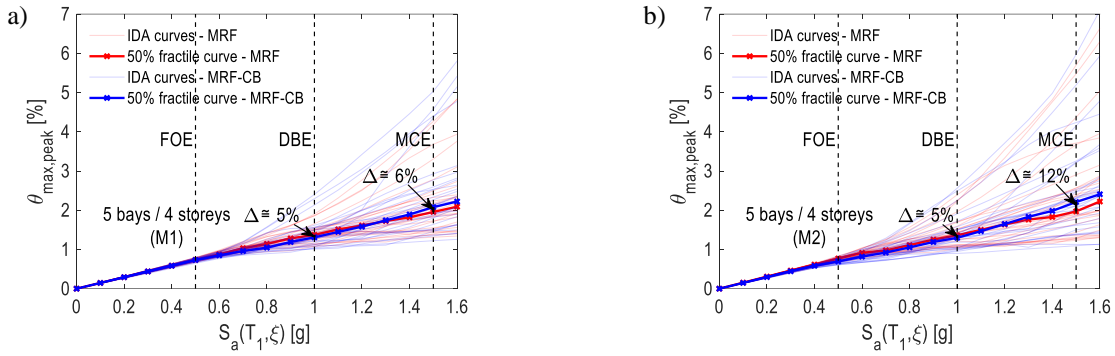 a)
7
6
5
4
3
2
1
0
θmax,peak [%]
IDA curves - MRF
50% fractile curve - MRF
IDA curves - MRF-CB
50% fractile curve - MRF-CB
FOE
DBE
MCE
Δ ≅ 6%
5 bays / 4 storeys
(M1)
Δ ≅ 5%
0 0.2 0.4 0.6 0.8 1 1.2 1.4 1.6
Sa(T1,ξ) [g]
b)
7
6
5
4
3
2
1
0
θmax,peak [%]
IDA curves - MRF
50% fractile curve - MRF
IDA curves - MRF-CB
50% fractile curve - MRF-CB
FOE
DBE
MCE
Δ ≅ 12%
5 bays / 4 storeys
(M2)
Δ ≅ 5%
0 0.2 0.4 0.6 0.8 1 1.2 1.4 1.6
Sa(T1,ξ) [g]